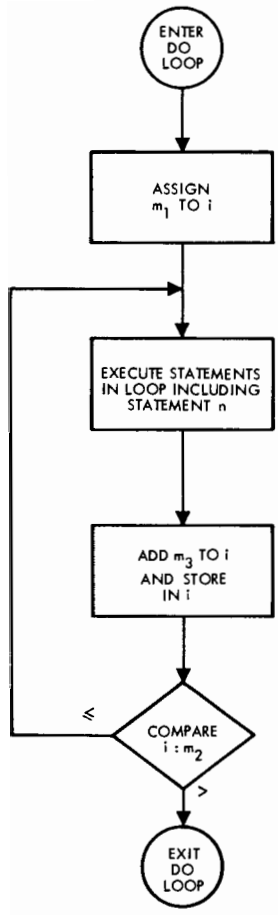 ENTER
DO
LOOP
ASSIGN
m₁ TO i
EXECUTE STATEMENTS
IN LOOP INCLUDING
STATEMENT n
ADD m₃ TO i
AND STORE
IN i
≤
COMPARE
i : m₂
>
EXIT
DO
LOOP